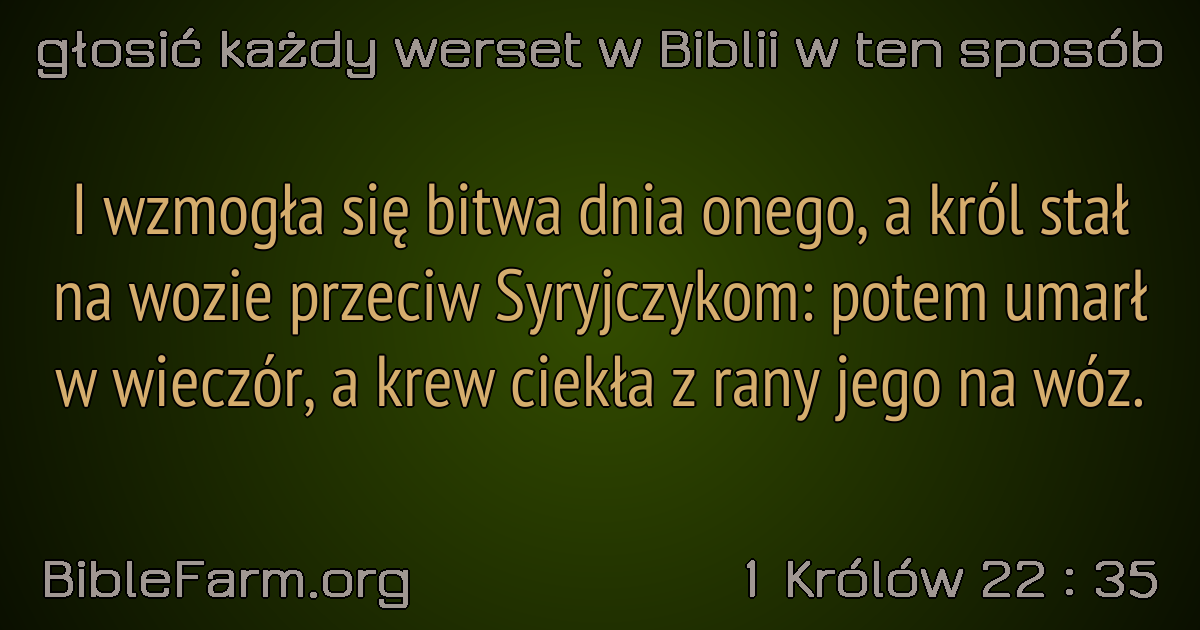 głosić każdy werset w Biblii w ten sposób
I wzmogła się bitwa dnia onego, a król stał
na wozie przeciw Syryjczykom: potem umarł
w wieczór, a krew ciekła z rany jego na wóz.
BibleFarm.org
1 Królów 22 : 35